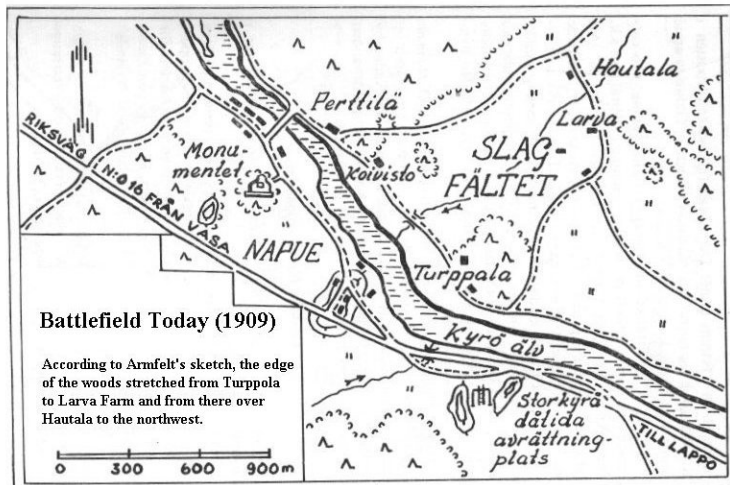 Hautala
Perttilä
Larva
Monu-
mentet
SLAG
FÄLTET
Koivisto
RIKSVÄG N:O 16 FRÅN VASA
NAPUE
Turppala
Battlefield Today (1909)
According to Armfelt's sketch, the edge
of the woods stretched from Turppola
to Larva Farm and from there over
Hautala to the northwest.
Kyrö älv
Storkyrö
dåtida
avrättning-
plats
TILL LAPPO
0 300 600 900 m